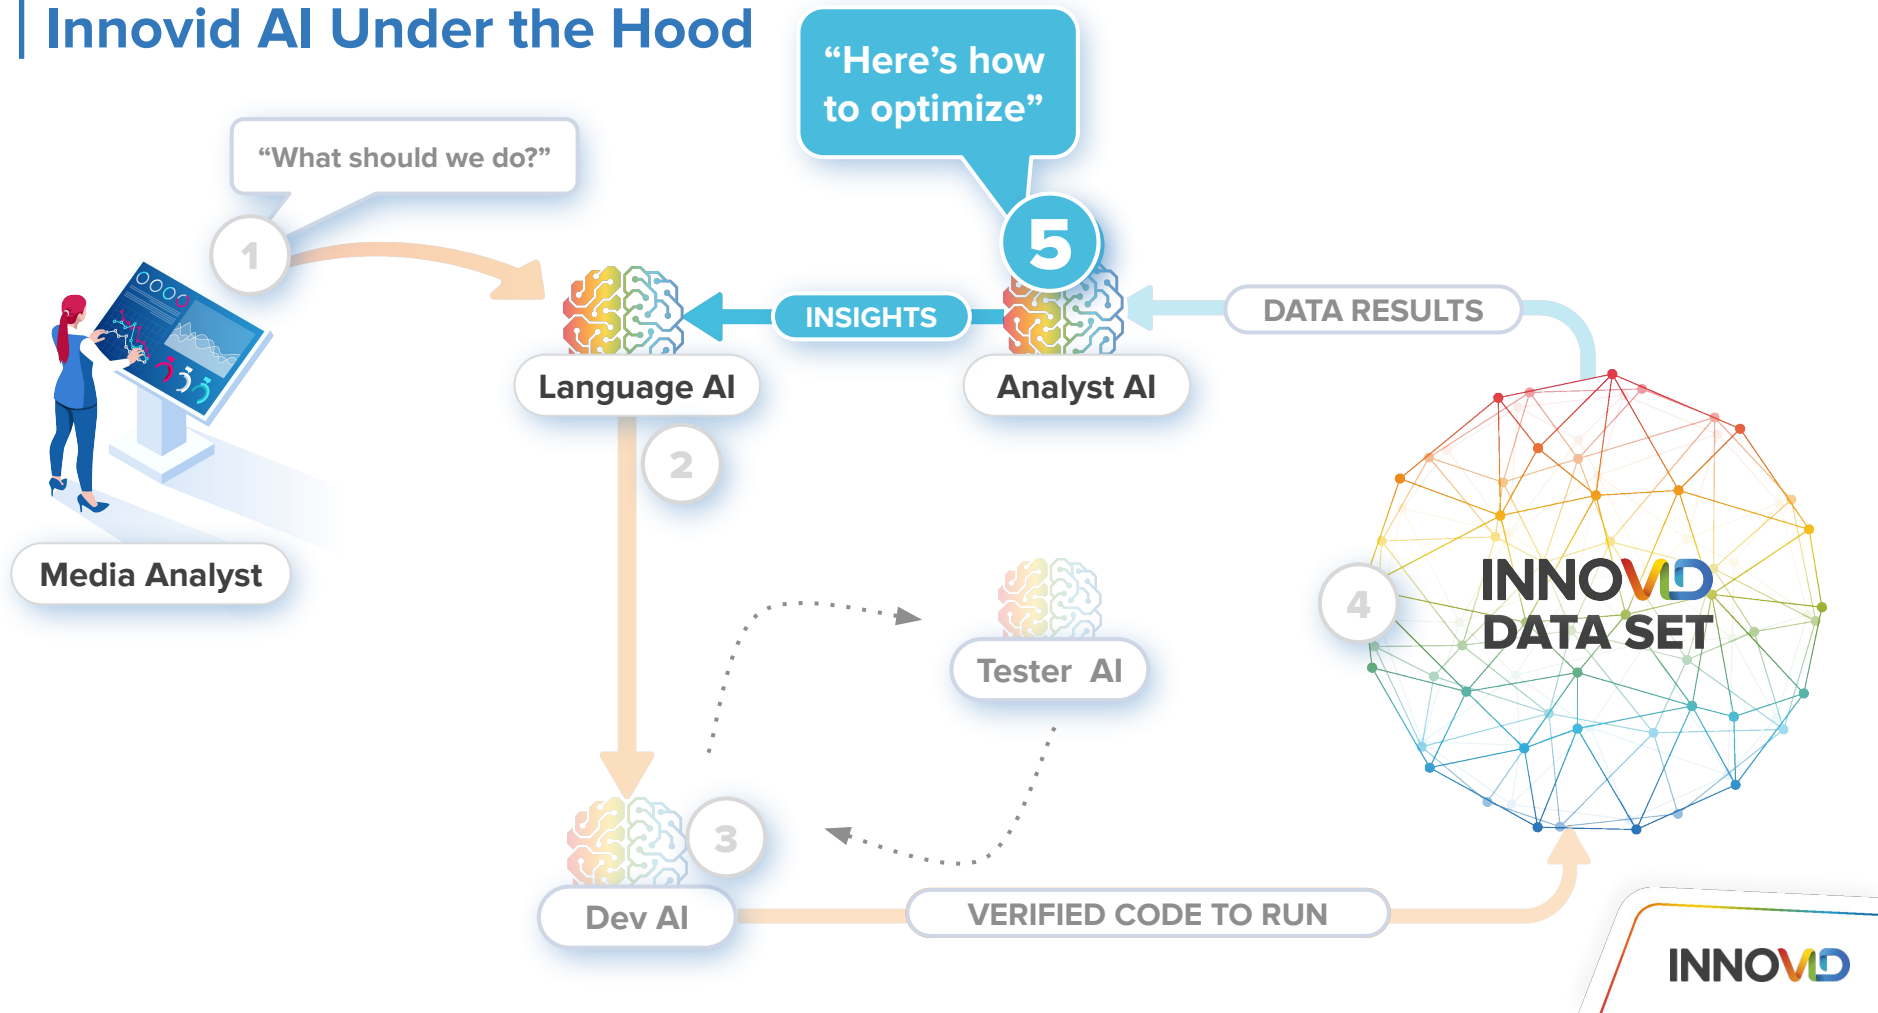 Innovid AI Under the Hood
“Here’s how
to optimize”
“What should we do?”
1
5
INSIGHTS
DATA RESULTS
Language AI
Analyst AI
2
Media Analyst
INNOVID
DATA SET
4
Tester AI
3
Dev AI
VERIFIED CODE TO RUN
INNOVID